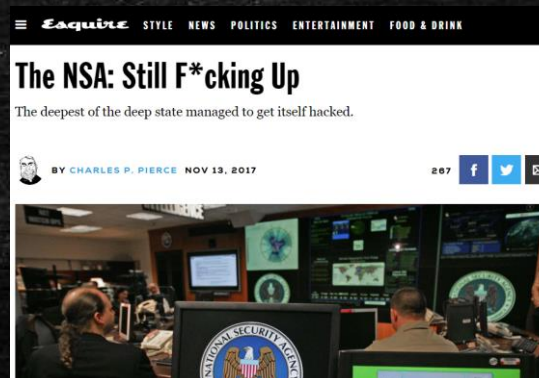 Esquire STYLE NEWS POLITICS ENTERTAINMENT FOOD & DRINK
The NSA: Still F*cking Up
The deepest of the deep state managed to get itself hacked.
BY CHARLES P. PIERCE NOV 13, 2017 267 f
NATIONAL SECURITY AGENCY